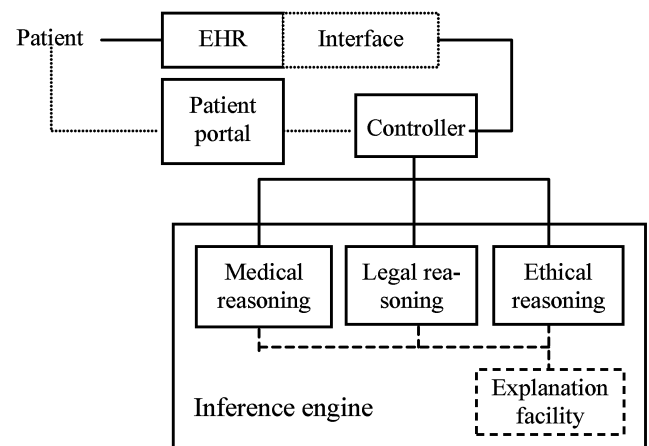 Patient
EHR
Interface
Patient
portal
Controller
Medical
reasoning
Legal rea-
soning
Ethical
reasoning
Explanation
facility
Inference engine